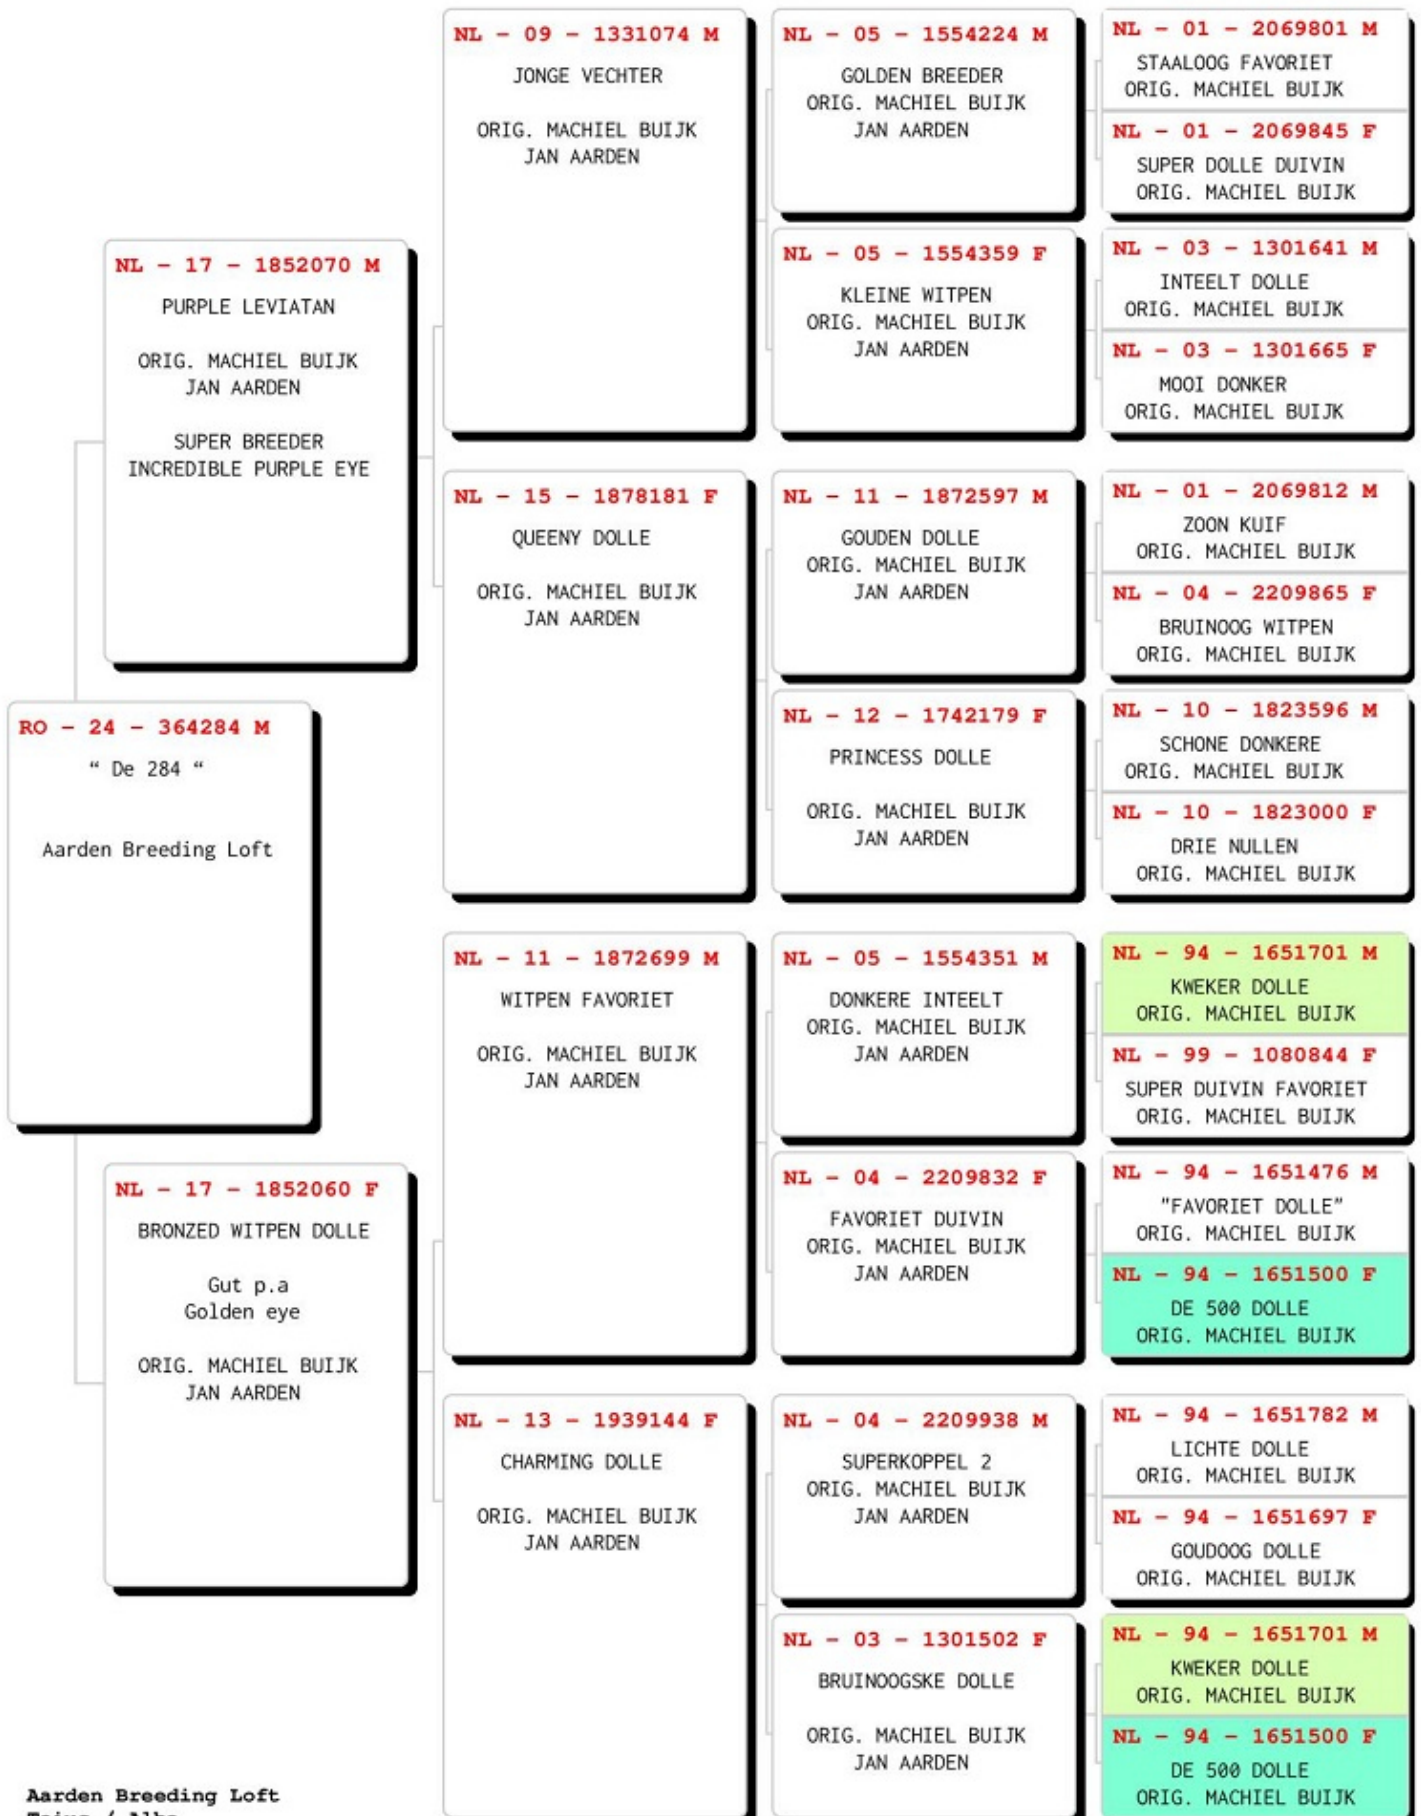 RO - 24 - 364284 M
“ De 284 “
Aarden Breeding Loft
NL - 17 - 1852070 M
PURPLE LEVIATAN
ORIG. MACHIEL BUIJK
JAN AARDEN
SUPER BREEDER
INCREDIBLE PURPLE EYE
NL - 17 - 1852060 F
BRONZED WITPEN DOLLE
Gut p.a
Golden eye
ORIG. MACHIEL BUIJK
JAN AARDEN
NL - 09 - 1331074 M
JONGE VECHTER
ORIG. MACHIEL BUIJK
JAN AARDEN
NL - 15 - 1878181 F
QUEENY DOLLE
ORIG. MACHIEL BUIJK
JAN AARDEN
NL - 11 - 1872699 M
WITPEN FAVORIET
ORIG. MACHIEL BUIJK
JAN AARDEN
NL - 13 - 1939144 F
CHARMING DOLLE
ORIG. MACHIEL BUIJK
JAN AARDEN
NL - 05 - 1554224 M
GOLDEN BREEDER
ORIG. MACHIEL BUIJK
JAN AARDEN
NL - 05 - 1554359 F
KLEINE WITPEN
ORIG. MACHIEL BUIJK
JAN AARDEN
NL - 11 - 1872597 M
GOUDEN DOLLE
ORIG. MACHIEL BUIJK
JAN AARDEN
NL - 12 - 1742179 F
PRINCESS DOLLE
ORIG. MACHIEL BUIJK
JAN AARDEN
NL - 05 - 1554351 M
DONKERE INTEELT
ORIG. MACHIEL BUIJK
JAN AARDEN
NL - 04 - 2209832 F
FAVORIET DUIVIN
ORIG. MACHIEL BUIJK
JAN AARDEN
NL - 04 - 2209938 M
SUPERKOPPEL 2
ORIG. MACHIEL BUIJK
JAN AARDEN
NL - 03 - 1301502 F
BRUINOOGSKE DOLLE
ORIG. MACHIEL BUIJK
JAN AARDEN
NL - 01 - 2069801 M
STAALOOG FAVORIET
ORIG. MACHIEL BUIJK
NL - 01 - 2069845 F
SUPER DOLLE DUIVIN
ORIG. MACHIEL BUIJK
NL - 03 - 1301641 M
INTEELT DOLLE
ORIG. MACHIEL BUIJK
NL - 03 - 1301665 F
MOOI DONKER
ORIG. MACHIEL BUIJK
NL - 01 - 2069812 M
ZOON KUIF
ORIG. MACHIEL BUIJK
NL - 04 - 2209865 F
BRUINOOG WITPEN
ORIG. MACHIEL BUIJK
NL - 10 - 1823596 M
SCHONE DONKERE
ORIG. MACHIEL BUIJK
NL - 10 - 1823000 F
DRIE NULLEN
ORIG. MACHIEL BUIJK
NL - 94 - 1651701 M
KWEKER DOLLE
ORIG. MACHIEL BUIJK
NL - 99 - 1080844 F
SUPER DUIVIN FAVORIET
ORIG. MACHIEL BUIJK
NL - 94 - 1651476 M
"FAVORIET DOLLE"
ORIG. MACHIEL BUIJK
NL - 94 - 1651500 F
DE 500 DOLLE
ORIG. MACHIEL BUIJK
NL - 94 - 1651782 M
LICHTE DOLLE
ORIG. MACHIEL BUIJK
NL - 94 - 1651697 F
GOUDOOG DOLLE
ORIG. MACHIEL BUIJK
NL - 94 - 1651701 M
KWEKER DOLLE
ORIG. MACHIEL BUIJK
NL - 94 - 1651500 F
DE 500 DOLLE
ORIG. MACHIEL BUIJK
Aarden Breeding Loft